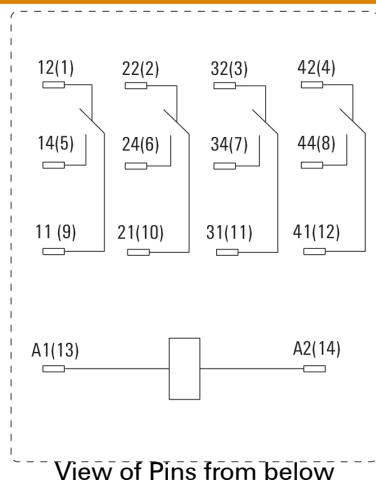 12(1) 22(2) 32(3) 42(4)
14(5) 24(6) 34(7) 44(8)
11 (9) 21(10) 31(11) 41(12)
A1(13) A2(14)
View of Pins from below